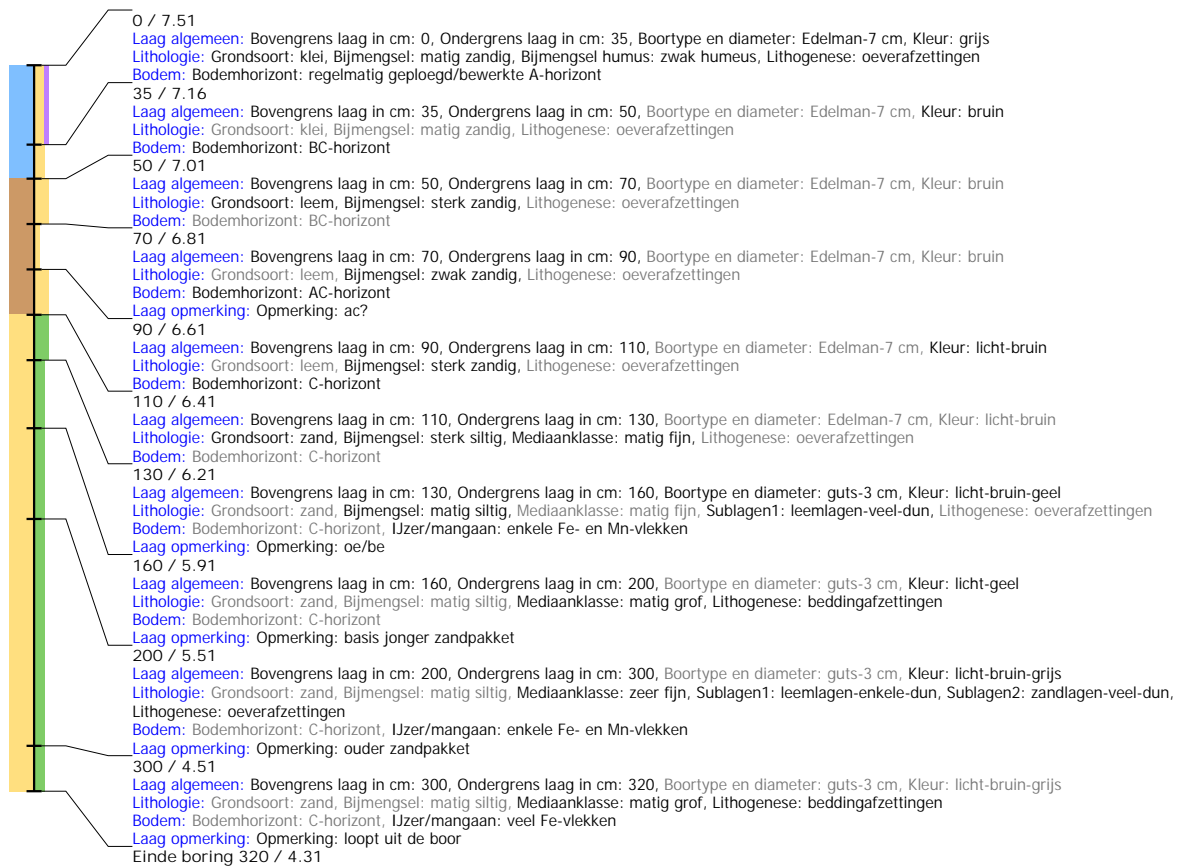 0 / 7.51
Laag algemeen: Bovengrens laag in cm: 0, Ondergrens laag in cm: 35, Boortype en diameter: Edelman-7 cm, Kleur: grijs
Lithologie: Grondsoort: klei, Bijmengsel: matig zandig, Bijmengsel humus: zwak humeus, Lithogenese: oeverafzettingen
Bodem: Bodemhorizont: regelmatig geploegd/bewerkte A-horizont
35 / 7.16
Laag algemeen: Bovengrens laag in cm: 35, Ondergrens laag in cm: 50, Boortype en diameter: Edelman-7 cm, Kleur: bruin
Lithologie: Grondsoort: klei, Bijmengsel: matig zandig, Lithogenese: oeverafzettingen
Bodem: Bodemhorizont: BC-horizont
50 / 7.01
Laag algemeen: Bovengrens laag in cm: 50, Ondergrens laag in cm: 70, Boortype en diameter: Edelman-7 cm, Kleur: bruin
Lithologie: Grondsoort: leem, Bijmengsel: sterk zandig, Lithogenese: oeverafzettingen
Bodem: Bodemhorizont: BC-horizont
70 / 6.81
Laag algemeen: Bovengrens laag in cm: 70, Ondergrens laag in cm: 90, Boortype en diameter: Edelman-7 cm, Kleur: bruin
Lithologie: Grondsoort: leem, Bijmengsel: zwak zandig, Lithogenese: oeverafzettingen
Bodem: Bodemhorizont: AC-horizont
Laag opmerking: Opmerking: ac?
90 / 6.61
Laag algemeen: Bovengrens laag in cm: 90, Ondergrens laag in cm: 110, Boortype en diameter: Edelman-7 cm, Kleur: licht-bruin
Lithologie: Grondsoort: leem, Bijmengsel: sterk zandig, Lithogenese: oeverafzettingen
Bodem: Bodemhorizont: C-horizont
110 / 6.41
Laag algemeen: Bovengrens laag in cm: 110, Ondergrens laag in cm: 130, Boortype en diameter: Edelman-7 cm, Kleur: licht-bruin
Lithologie: Grondsoort: zand, Bijmengsel: sterk siltig, Mediaanklasse: matig fijn, Lithogenese: oeverafzettingen
Bodem: Bodemhorizont: C-horizont
130 / 6.21
Laag algemeen: Bovengrens laag in cm: 130, Ondergrens laag in cm: 160, Boortype en diameter: guts-3 cm, Kleur: licht-bruin-geel
Lithologie: Grondsoort: zand, Bijmengsel: matig siltig, Mediaanklasse: matig fijn, Sublagen1: leemlagen-veel-dun, Lithogenese: oeverafzettingen
Bodem: Bodemhorizont: C-horizont, IJzer/mangaan: enkele Fe- en Mn-vlekken
Laag opmerking: Opmerking: oe/be
160 / 5.91
Laag algemeen: Bovengrens laag in cm: 160, Ondergrens laag in cm: 200, Boortype en diameter: guts-3 cm, Kleur: licht-geel
Lithologie: Grondsoort: zand, Bijmengsel: matig siltig, Mediaanklasse: matig grof, Lithogenese: beddingafzettingen
Bodem: Bodemhorizont: C-horizont
Laag opmerking: Opmerking: basis jonger zandpakket
200 / 5.51
Laag algemeen: Bovengrens laag in cm: 200, Ondergrens laag in cm: 300, Boortype en diameter: guts-3 cm, Kleur: licht-bruin-grijs
Lithologie: Grondsoort: zand, Bijmengsel: matig siltig, Mediaanklasse: zeer fijn, Sublagen1: leemlagen-enkele-dun, Sublagen2: zandlagen-veel-dun,
Lithogenese: oeverafzettingen
Bodem: Bodemhorizont: C-horizont, IJzer/mangaan: enkele Fe- en Mn-vlekken
Laag opmerking: Opmerking: ouder zandpakket
300 / 4.51
Laag algemeen: Bovengrens laag in cm: 300, Ondergrens laag in cm: 320, Boortype en diameter: guts-3 cm, Kleur: licht-bruin-grijs
Lithologie: Grondsoort: zand, Bijmengsel: matig siltig, Mediaanklasse: matig grof, Lithogenese: beddingafzettingen
Bodem: Bodemhorizont: C-horizont, IJzer/mangaan: veel Fe-vlekken
Laag opmerking: Opmerking: loopt uit de boor
Einde boring 320 / 4.31